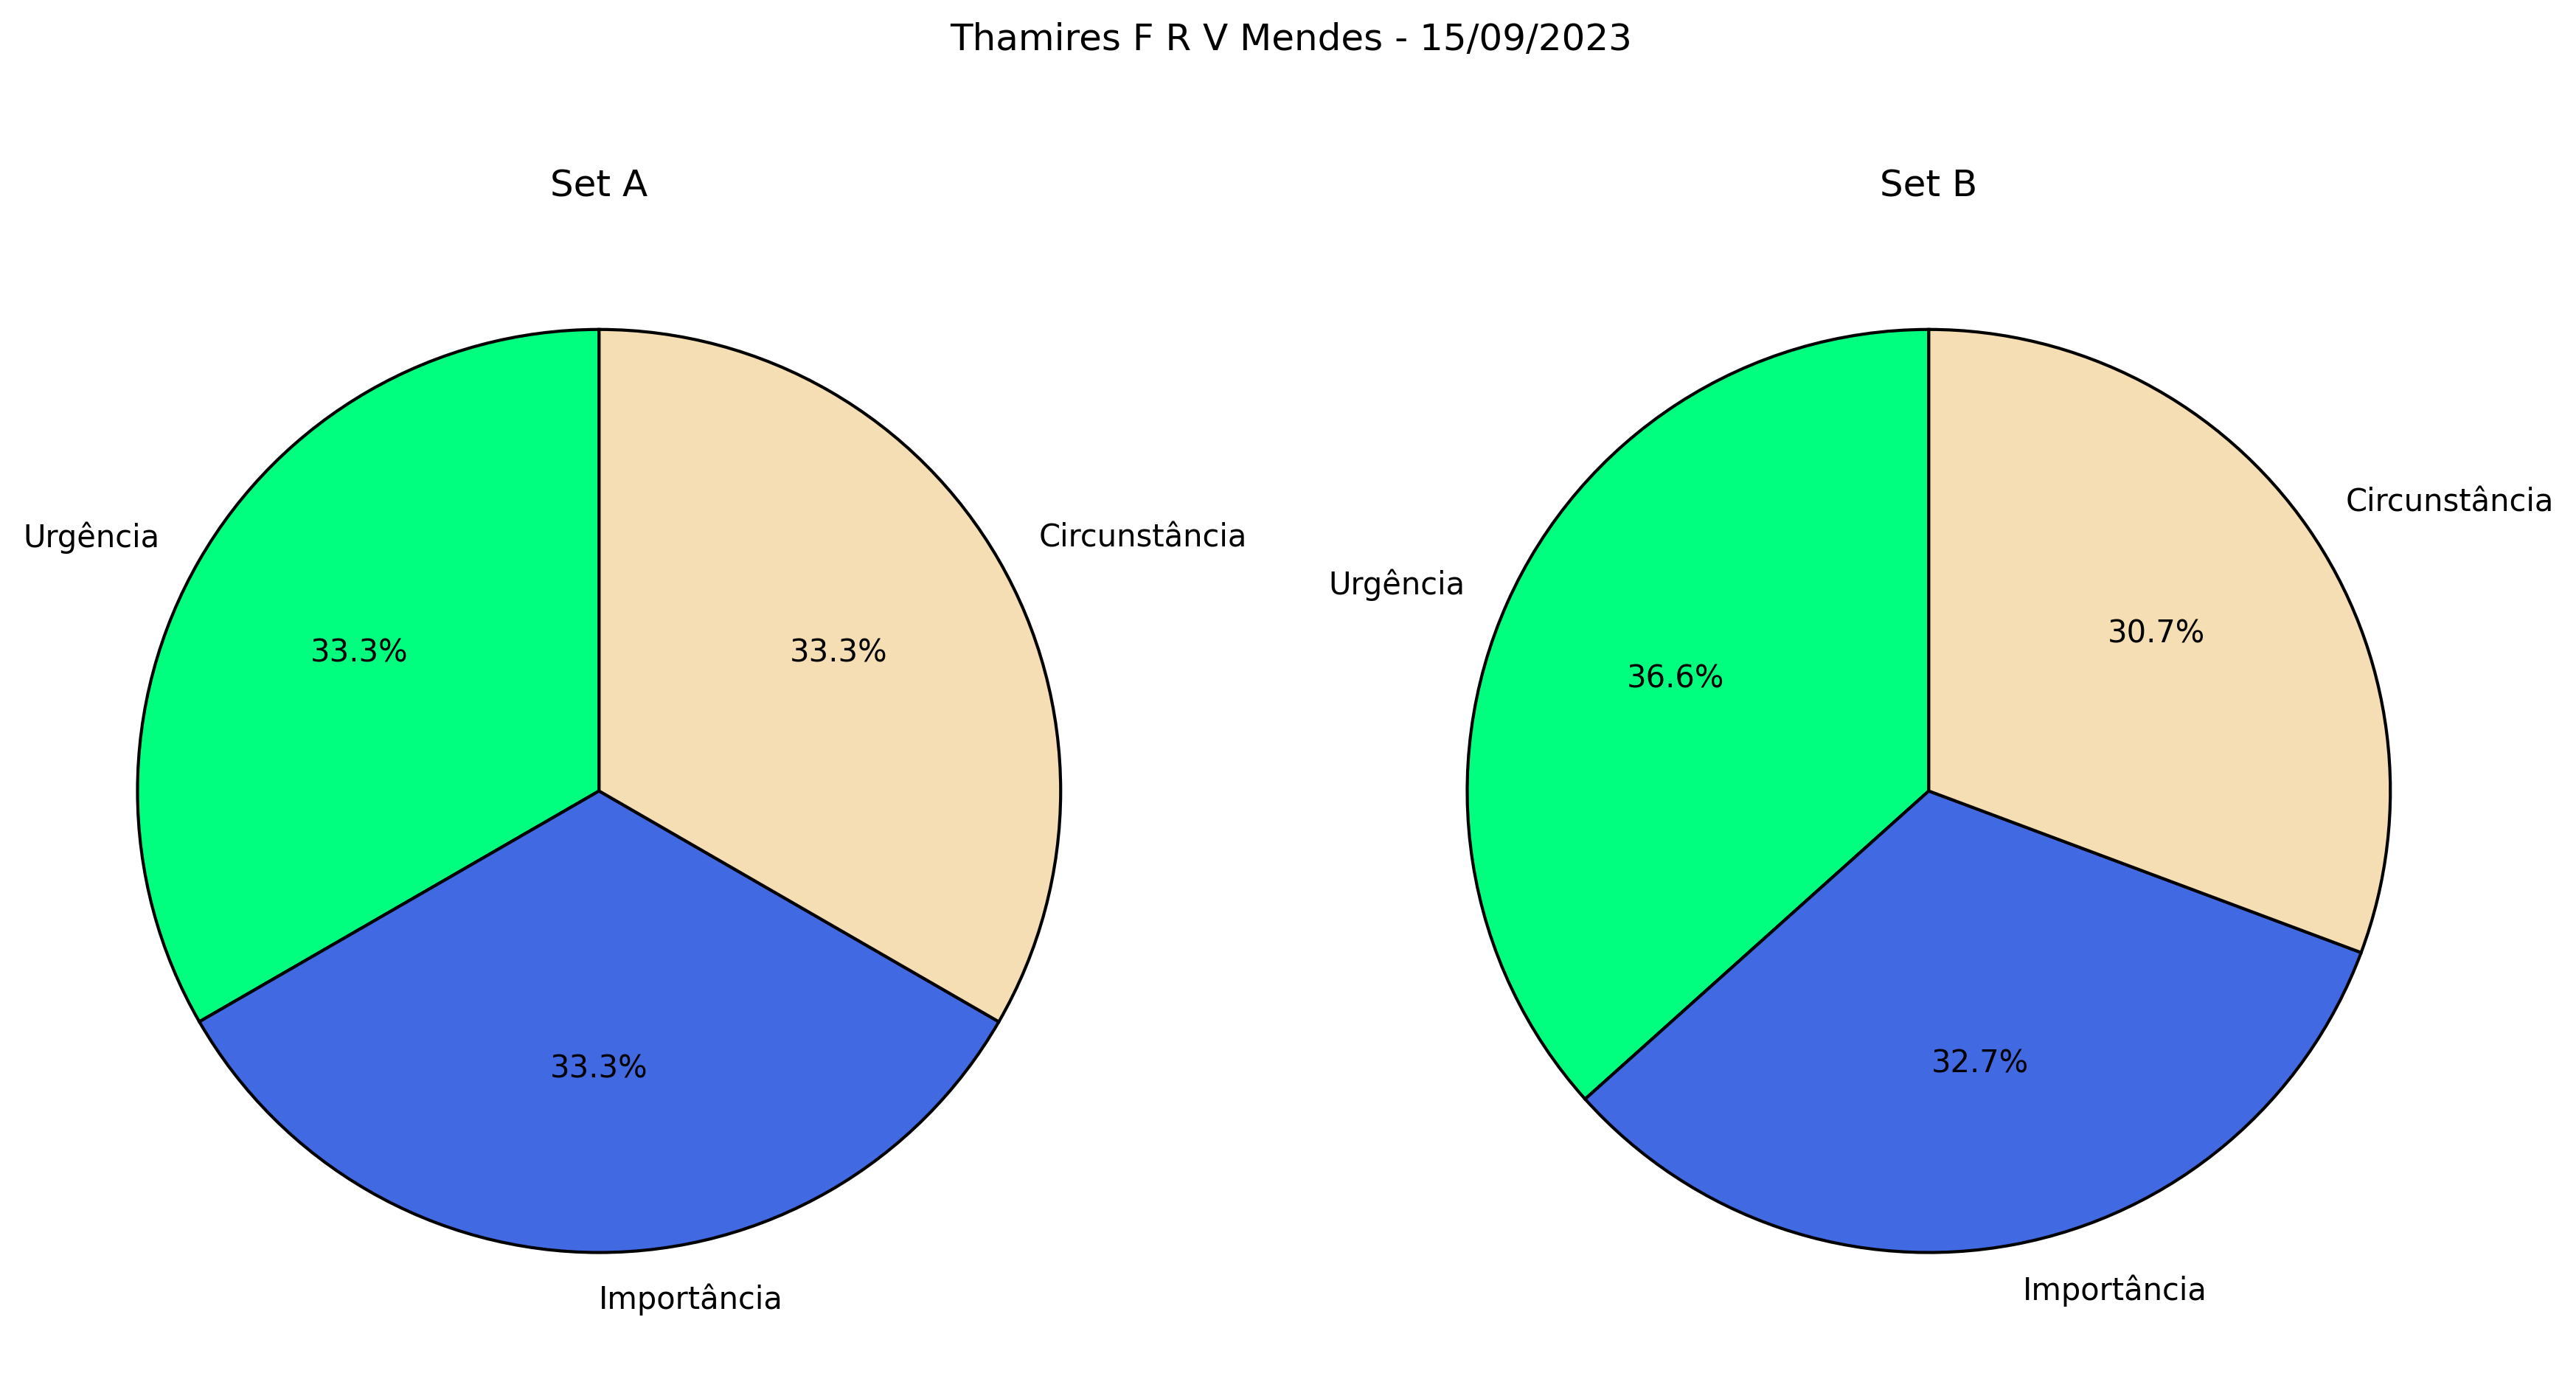 Thamires F R V Mendes - 15/09/2023
Set A
Urgência
Circunstância
33.3%
33.3%
33.3%
Importância
Set B
Circunstância
Urgência
30.7%
36.6%
32.7%
Importância